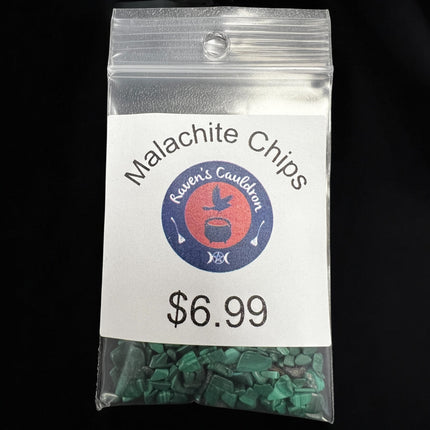 Malachite Chips
Raven's Cauldron
$6.99